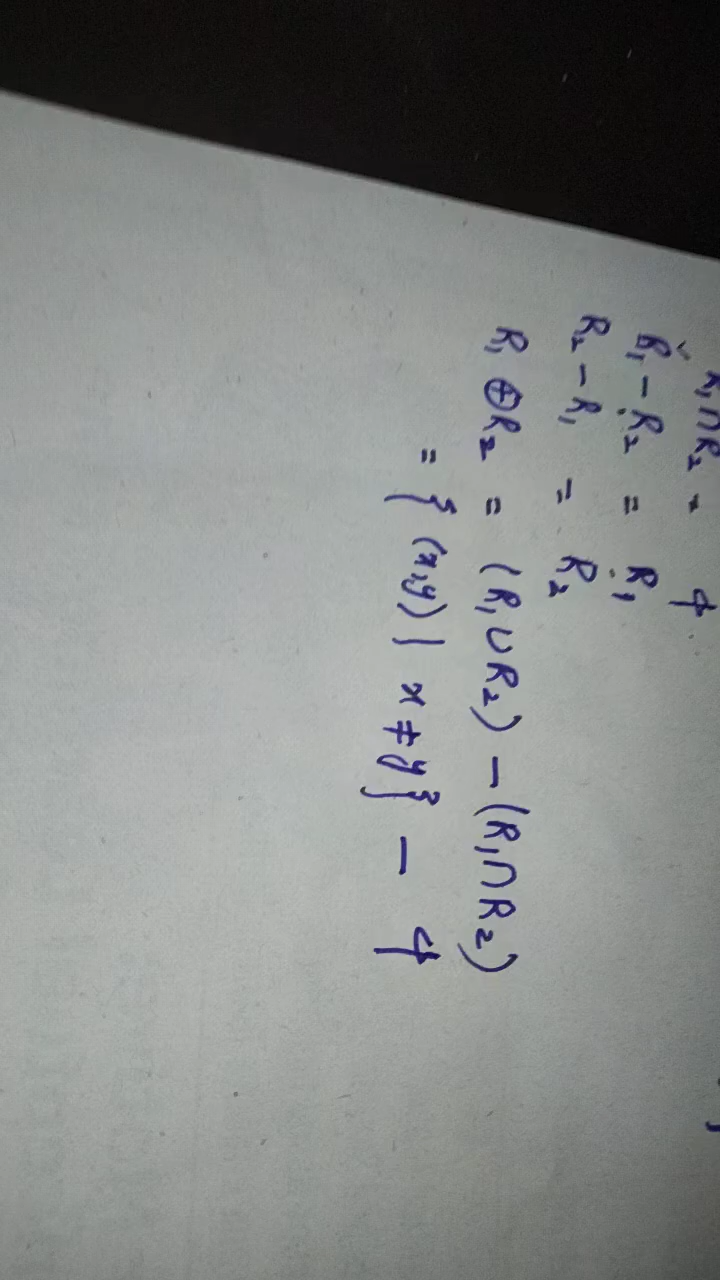 R₁∩R₂ = ϕ
R₁ - R₂ = R₁
R₂ - R₁ = R₂
R₁ ⊕ R₂ = (R₁ ∪ R₂) - (R₁ ∩ R₂)
= {(x,y) | x ≠ y} - ϕ